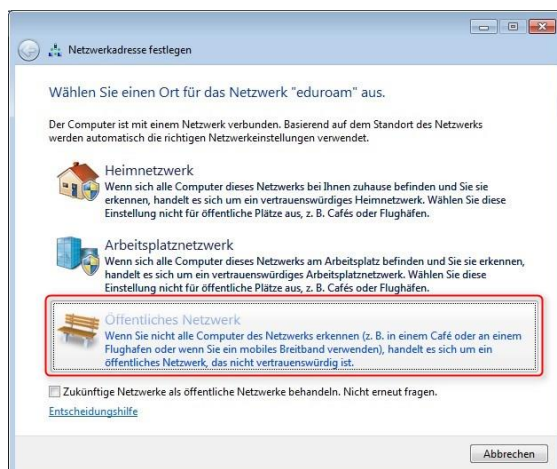 Netzwerkadresse festlegen
Wählen Sie einen Ort für das Netzwerk "eduroam" aus.
Der Computer ist mit einem Netzwerk verbunden. Basierend auf dem Standort des Netzwerks
werden automatisch die richtigen Netzwerkeinstellungen verwendet.
Heimnetzwerk
Wenn sich alle Computer dieses Netzwerks bei Ihnen zuhause befinden und Sie sie
erkennen, handelt es sich um ein vertrauenswürdiges Heimnetzwerk. Wählen Sie diese
Einstellung nicht für öffentliche Plätze aus, z. B. Cafés oder Flughäfen.
Arbeitsplatznetzwerk
Wenn sich alle Computer dieses Netzwerks am Arbeitsplatz befinden und Sie sie erkennen,
handelt es sich um ein vertrauenswürdiges Arbeitsplatznetzwerk. Wählen Sie diese
Einstellung nicht für öffentliche Plätze aus, z. B. Cafés oder Flughäfen.
Öffentliches Netzwerk
Wenn Sie nicht alle Computer des Netzwerks erkennen (z. B. in einem Café oder an einem
Flughafen oder wenn Sie ein mobiles Breitband verwenden), handelt es sich um ein
öffentliches Netzwerk, das nicht vertrauenswürdig ist.
Zukünftige Netzwerke als öffentliche Netzwerke behandeln. Nicht erneut fragen.
Entscheidungshilfe
Abbrechen